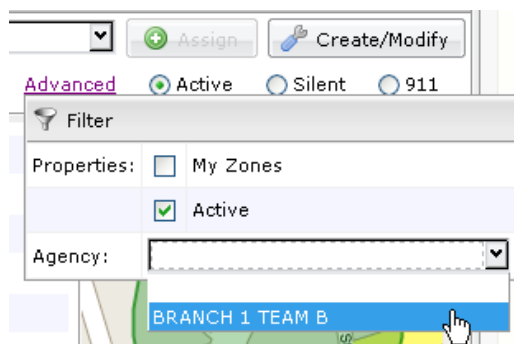 Assign Create/Modify
Advanced Active Silent 911
Filter
Properties: My Zones
Active
Agency:
BRANCH 1 TEAM B